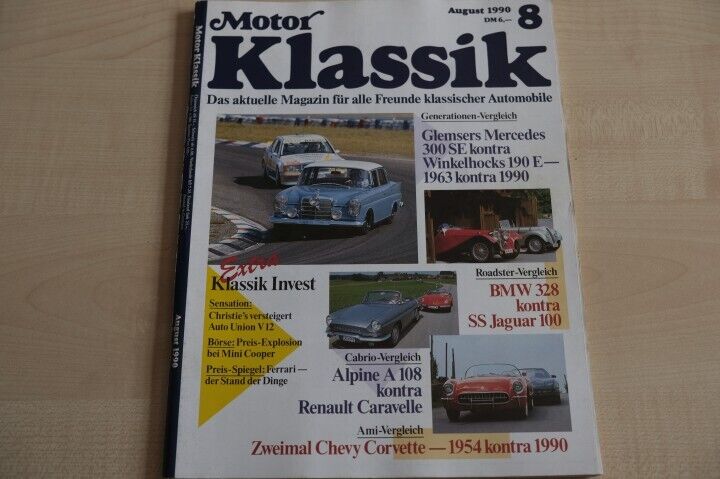 Motor
Klassik
August 1990
DM 6,–
8
Das aktuelle Magazin für alle Freunde klassischer Automobile
Generationen-Vergleich
Glemsers Mercedes
300 SE kontra
Winkelhocks 190 E —
1963 kontra 1990
Roadster-Vergleich
BMW 328
kontra
SS Jaguar 100
Extra
Klassik Invest
Sensation:
Christie's versteigert
Auto Union V 12
Börse: Preis-Explosion
bei Mini Cooper
Preis-Spiegel: Ferrari —
der Stand der Dinge
Cabrio-Vergleich
Alpine A 108
kontra
Renault Caravelle
Ami-Vergleich
Zweimal Chevy Corvette — 1954 kontra 1990
Motor Klassik
August 1990